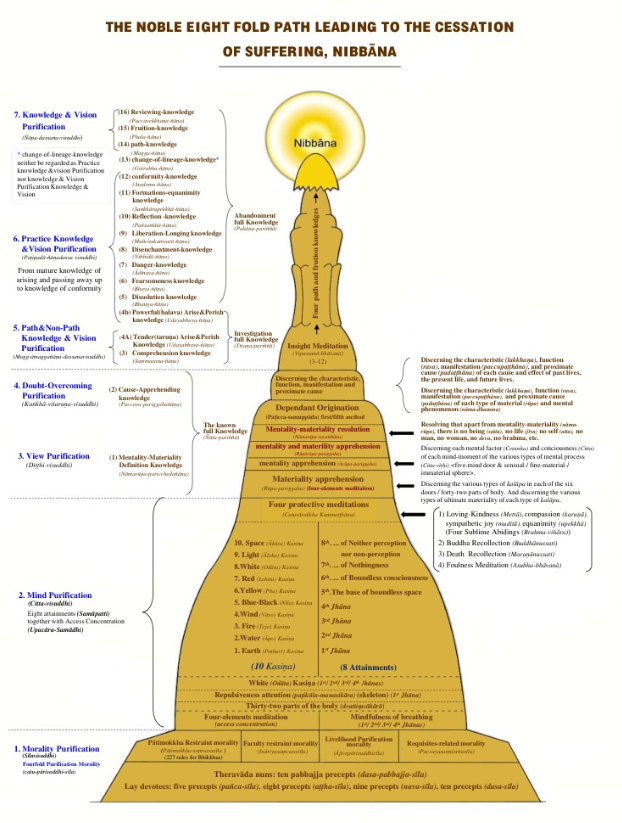 THE NOBLE EIGHT FOLD PATH LEADING TO THE CESSATION
OF SUFFERING, NIBBĀNA
Nibbāna
Four path and frution knowledges
7. Knowledge & Vision
Purification
(Ñāṇa-dassana-visuddhi)
* change-of-lineage-knowledge
neither be regarded as Practice
knowledge &vision Purification
nor knowledge & Vision
Purification Knowledge &
Vision
6. Practice Knowledge
&Vision Purification
From mature knowledge of
arising and passing away up
to knowledge of conformity
5. Path&Non-Path
Knowledge & Vision
Purification
4. Doubt-Overcoming
Purification
(Kaṅkhā-vitaraṇa-visuddhi)
3. View Purification
(Diṭṭhi-visuddhi)
2. Mind Purification
(Citta-visuddhi)
Eight attainments (Samāpatti)
together with Access Concentration
(Upacāra-Samādhi)
1. Morality Purification
(Sīlavisuddhi)
Fourfold Purification Morality
(catu-pārisuddhi-sīla)
(16) Reviewing-knowledge
(Paccavekkhaṇa-ñāṇa)
(15) Fruition-knowledge
(Phala-ñāṇa)
(14) path-knowledge
(Magga-ñāṇa)
(13) change-of-lineage-knowledge*
(Gotrabhu-ñāṇa)
(12) conformity-knowledge
(Anuloma-ñāṇa)
(11) Formations-equanimity
knowledge
(Saṅkhārupekkhā-ñāṇa)
(10) Reflection -knowledge
(Paṭisaṅkhā-ñāṇa)
(9) Liberation-Longing knowledge
(8) Disenchantment-knowledge
(Nibbidā-ñāṇa)
(7) Danger-knowledge
(Ādīnava-ñāṇa)
(6) Fearsomeness knowledge
(Bhaya-ñāṇa)
(5) Dissolution knowledge
(Bhaṅga-ñāṇa)
(4b) Powerful(balava) Arise&Perish
knowledge (Udayabbaya-ñāṇa)
(4A) Tender(taruṇa) Arise&Perish
Knowledge (Udayabbaya-ñāṇa)
(3) Comprehension knowledge
(Sammasana-ñāṇa)
Abandonment
full Knowledge
(Pahāna-pariññā)
Investigation
full Knowledge
(Tīraṇa-pariññā)
(2) Cause-Apprehending
knowledge
(Paccaya-pariggahañāṇa)
The known
full Knowledge
(Ñāta-pariññā)
(1) Mentality-Materiality
Definition Knowledge
Insight Meditation
(Vipassanā-bhāvanā)
(3-12)
Discerning the characteristic,
function, manifestation and
proximate cause
Dependant Origination
(Paṭicca-samuppāda) first/fifth method
Mentality-materiality resolution
mentality and materility apprehension
mentality apprehension (Arūpa-pariggaha)
Materiality apprehension
(Rūpa-pariggaha) (four-elements meditation)
Four protective meditations
(Caturārakkha Kammaṭṭhāna)
Discerning the characteristic (lakkhaṇa), function
(rasa), manifestation (paccupaṭṭhāna), and proximate
cause (padaṭṭhāna) of each cause and effect of past lives,
the present life, and future lives.
Discerning the characteristic (lakkhaṇa), function (rasa),
manifestation (paccupaṭṭhāna), and proximate cause
(padaṭṭhāna) of each type of material (rūpa) and mental
phenomenon (nāma-dhamma)
Resolving that apart from mentality-materiality (nāma-
rūpa), there is no being (satta), no life (jīva) no self (atta), no
man, no woman, no deva, no brahma, etc.
Discerning each mental factor (Cetasika) and consciousness (Citta)
of each mind-moment of the various types of mental process
(Citta-vīthi) <five-mind-door & sensual-/ fine-material-/
immaterial sphere>.
Discerning the various types of kalāpa in each of the six
doors / forty-two parts of body. And discerning the various
types of ultimate materiality of each type of kalāpa.
1) Loving-Kindness (Mettā), compassion (karuṇā),
sympathetic joy (muditā), equanimity (upekkhā)
(Four Sublime Abidings (Brahma-vihāra))
2) Buddha Recollection (Buddhānussati)
3) Death Recollection (Maraṇānussati)
4) Foulness Meditation (Asubha-bhāvanā)
10. Space (Ākāsa) Kasiṇa
9. Light (Āloka) Kasiṇa
8.White (Odāta) Kasiṇa
7. Red (Lohita) Kasiṇa
6.Yellow (Pīta) Kasiṇa
5. Blue-Black (Nīla) Kasiṇa
4.Wind (Vāyo) Kasiṇa
3. Fire (Tejo) Kasiṇa
2.Water (Āpo) Kasiṇa
1. Earth (Pathavī) Kasiṇa
(10 Kasiṇa)
8th. ... of Neither perception
nor non-perception
7th. ... of Nothingness
6th. ... of Boundless consciousness
5th.The base of boundless space
4th Jhāna
3rd Jhāna
2nd Jhāna
1st Jhāna
(8 Attainments)
White (Odāta) Kasiṇa (1st/ 2nd/ 3rd/ 4th Jhānas)
Repulsiveness attention (paṭikūla-manasikāra) (skeleton) (1st Jhāna)
Thirty-two parts of the body (dvattiṃsākārā)
Four-elements meditation
(access concentration)
Mindfulness of breathing
(1st/ 2nd/ 3rd/ 4th Jhānas)
Pātimokkha Restraint morality
(Pātimokkha-saṃvarasīla)
(227 rules for Bhikkhus)
Faculty restraint morality
(Indriyasaṃvarasīla)
Livelihood Purification
morality
(Ājīvapārisuddhisīla)
Requisites-related morality
(Paccayasannissitasīla)
Theravāda nuns: ten pabbajja precepts (dasa-pabbajja-sīla)
Lay devotees: five precepts (pañca-sīla), eight precepts (aṭṭha-sīla), nine precepts (nava-sīla), ten precepts (dasa-sīla)